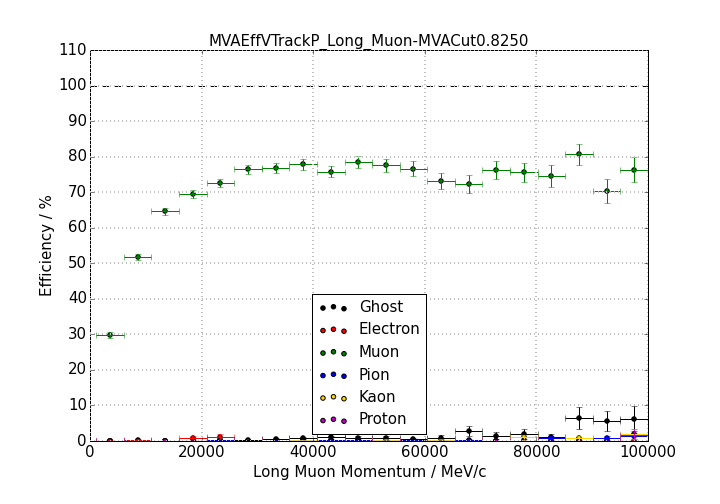 MVAEffVTrackP_Long_Muon-MVACut0.8250
110
100
90
80
70
60
50
40
30
20
10
0
Efficiency / %
Ghost
Electron
Muon
Pion
Kaon
Proton
0 20000 40000 60000 80000 100000
Long Muon Momentum / MeV/c